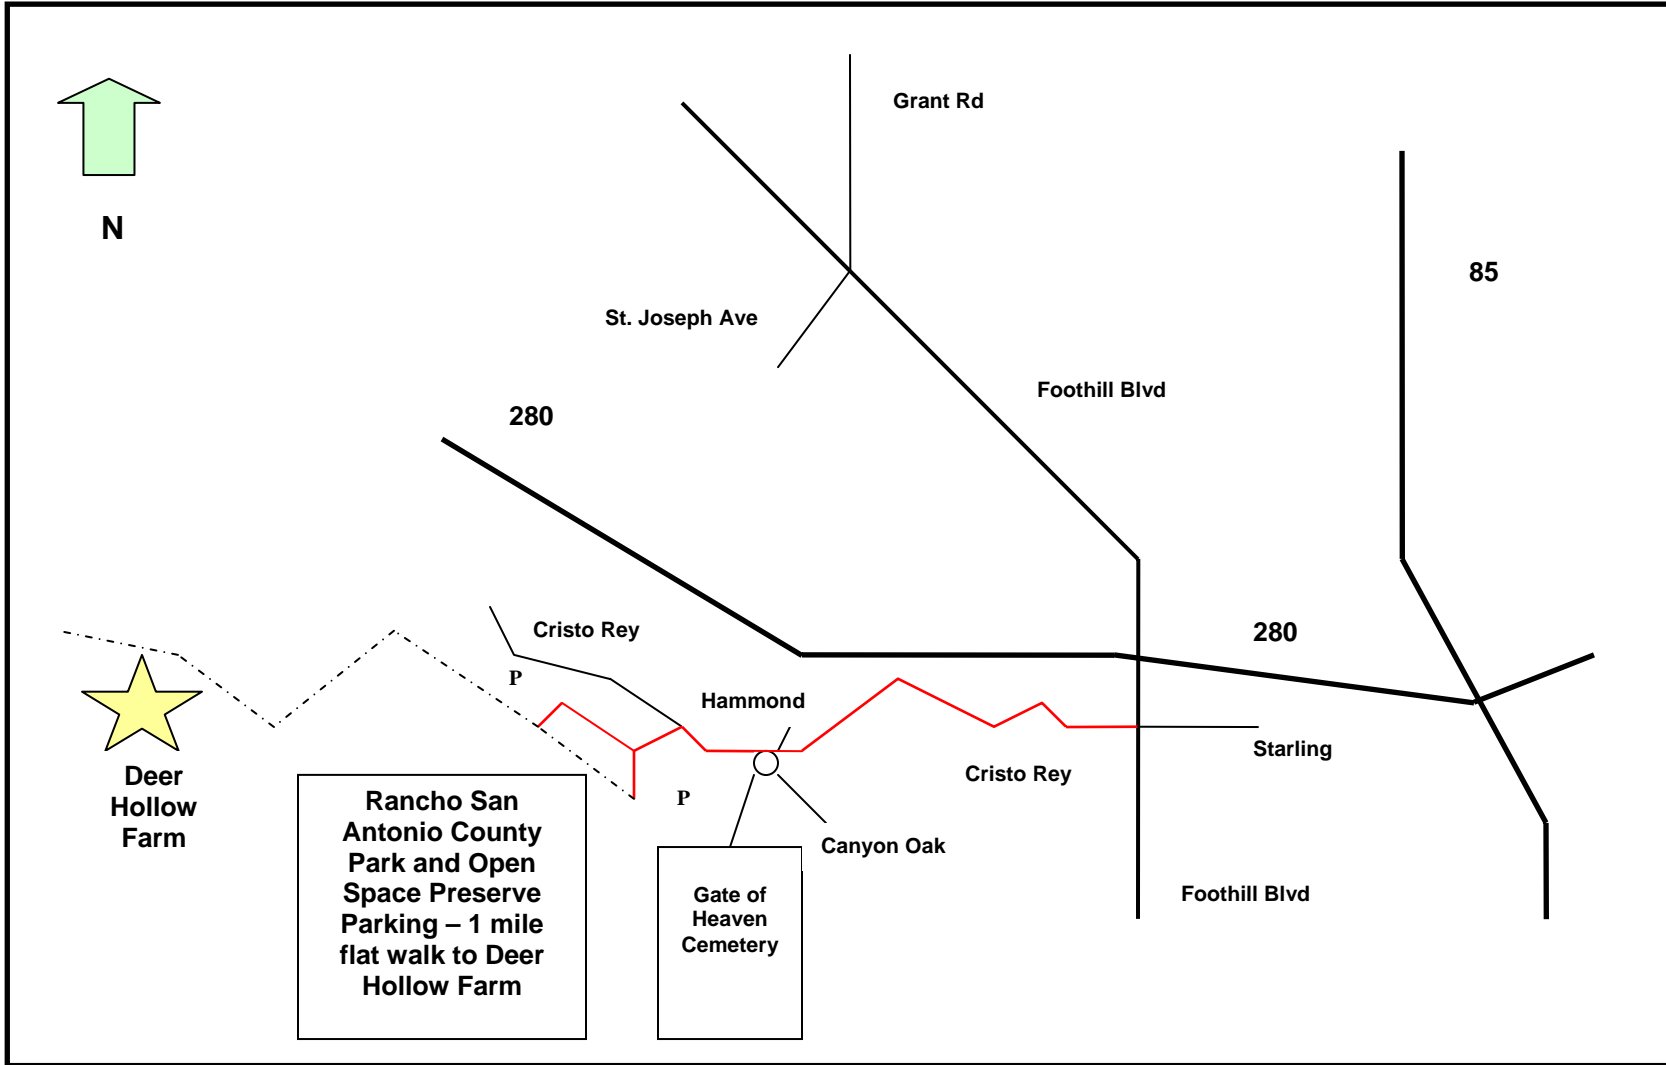 Grant Rd
N
85
St. Joseph Ave
Foothill Blvd
280
Cristo Rey
280
P
Hammond
Starling
Cristo Rey
Deer
Hollow
Farm
P
Rancho San
Antonio County
Park and Open
Space Preserve
Parking – 1 mile
flat walk to Deer
Hollow Farm
Canyon Oak
Gate of
Heaven
Cemetery
Foothill Blvd